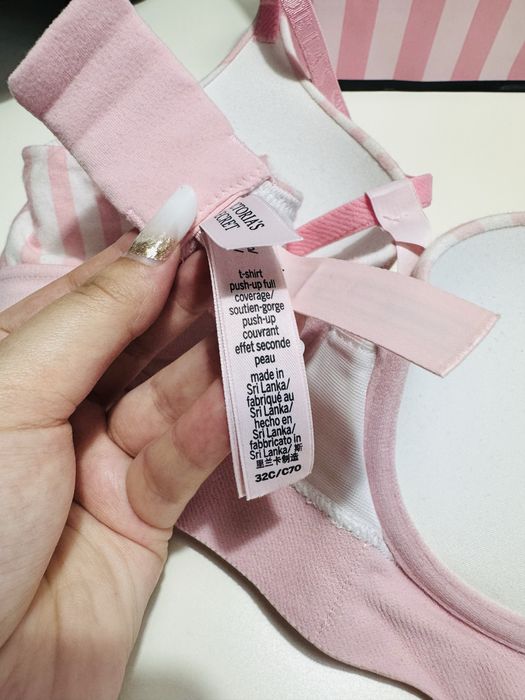 VICTORIA'S
SECRET
t-shirt
push-up full
coverage/
soutien-gorge
push-up
couvrant
effet seconde
peau
made in
Sri Lanka/
fabriqué au
Sri Lanka/
hecho en
Sri Lanka/
fabbricato in
Sri Lanka/ 斯
里兰卡制造
32C/C70